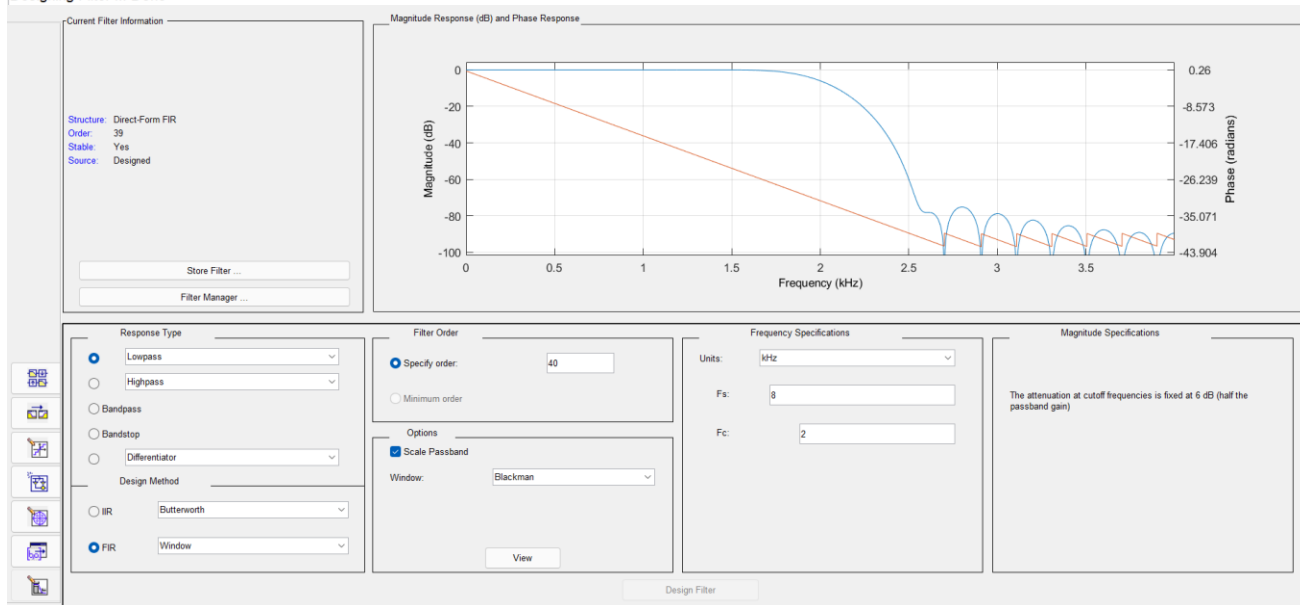 Current Filter Information
Structure: Direct-Form FIR
Order: 39
Stable: Yes
Source: Designed
Store Filter ...
Filter Manager ...
Magnitude Response (dB) and Phase Response
Magnitude (dB)
0
-20
-40
-60
-80
-100
0 0.5 1 1.5 2 2.5 3 3.5
Frequency (kHz)
0.26
-8.573
-17.406
-26.239
-35.071
-43.904
Phase (radians)
Response Type
Lowpass
Highpass
Bandpass
Bandstop
Differentiator
Design Method
IIR Butterworth
FIR Window
Filter Order
Specify order: 40
Minimum order
Options
Scale Passband
Window: Blackman
View
Frequency Specifications
Units: kHz
Fs: 8
Fc: 2
Magnitude Specifications
The attenuation at cutoff frequencies is fixed at 6 dB (half the
passband gain)
Design Filter